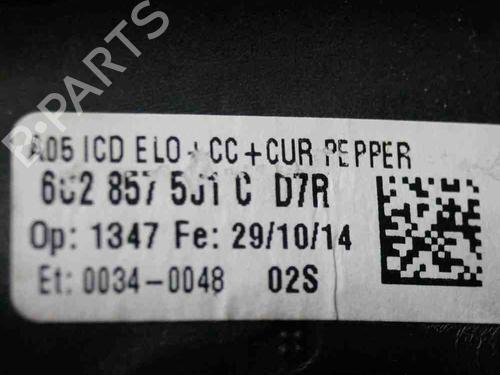 A05 ICD ELO+CC+CUR PEPPER
6C2 857 501 C D7R
Op: 1347 Fe: 29/10/14
Et: 0034-0048 02S
B-PARTS